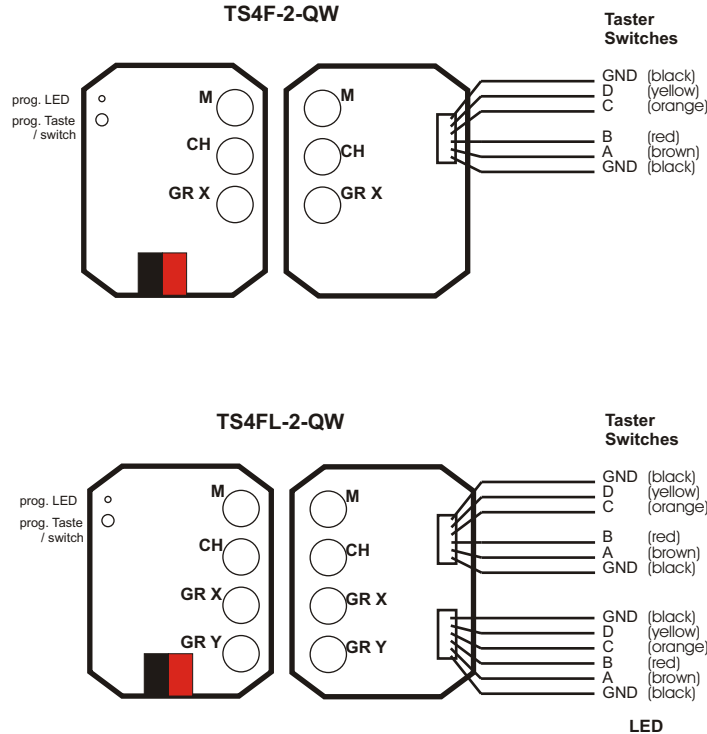 TS4F-2-QW
Taster
Switches
prog. LED
prog. Taste
/ switch
M
CH
GR X
M
CH
GR X
GND (black)
D (yellow)
C (orange)
B (red)
A (brown)
GND (black)
TS4FL-2-QW
Taster
Switches
prog. LED
prog. Taste
/ switch
M
CH
GR X
GR Y
M
CH
GR X
GR Y
GND (black)
D (yellow)
C (orange)
B (red)
A (brown)
GND (black)
GND (black)
D (yellow)
C (orange)
B (red)
A (brown)
GND (black)
LED